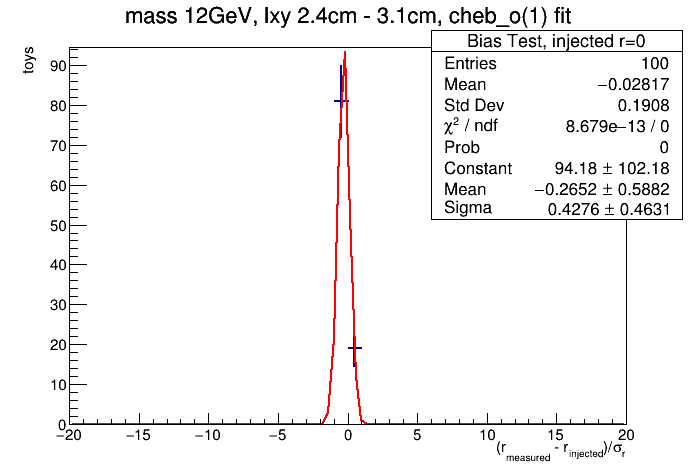 mass 12GeV, lxy 2.4cm - 3.1cm, cheb_o(1) fit
Bias Test, injected r=0
Entries 100
Mean −0.02817
Std Dev 0.1908
χ² / ndf 8.679e−13 / 0
Prob 0
Constant 94.18 ± 102.18
Mean −0.2652 ± 0.5882
Sigma 0.4276 ± 0.4631
toys
90
80
70
60
50
40
30
20
10
0
−20 −15 −10 −5 0 5 10 15 20
(r_measured - r_injected)/σ_r